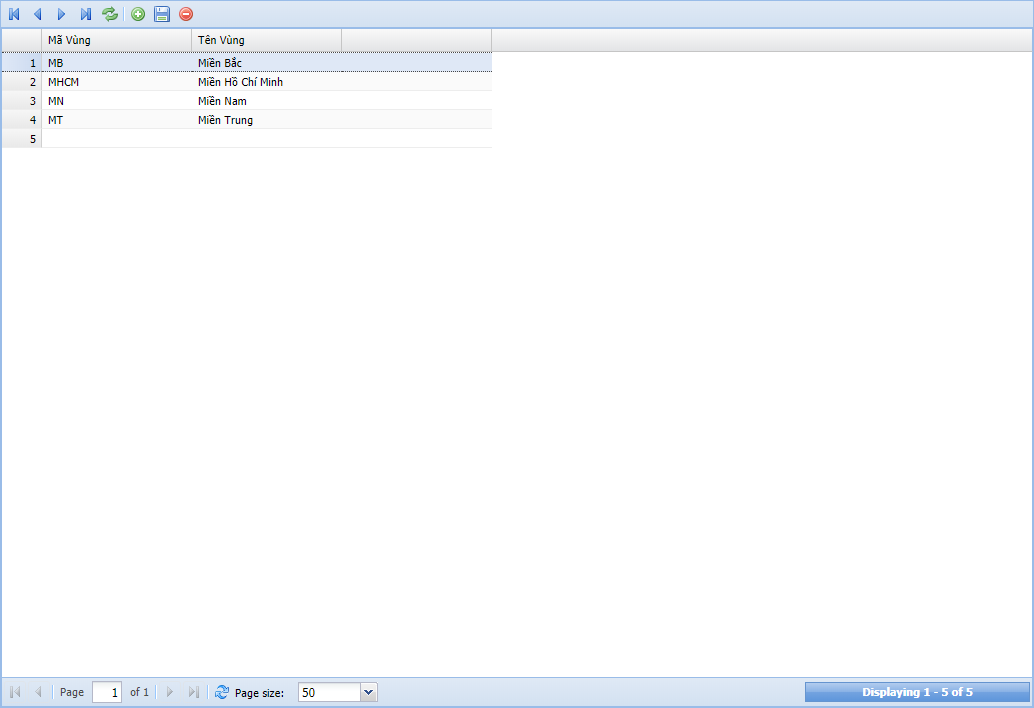 Mã Vùng Tên Vùng
1 MB Miền Bắc
2 MHCM Miền Hồ Chí Minh
3 MN Miền Nam
4 MT Miền Trung
5
Page 1 of 1 Page size: 50 Displaying 1 - 5 of 5